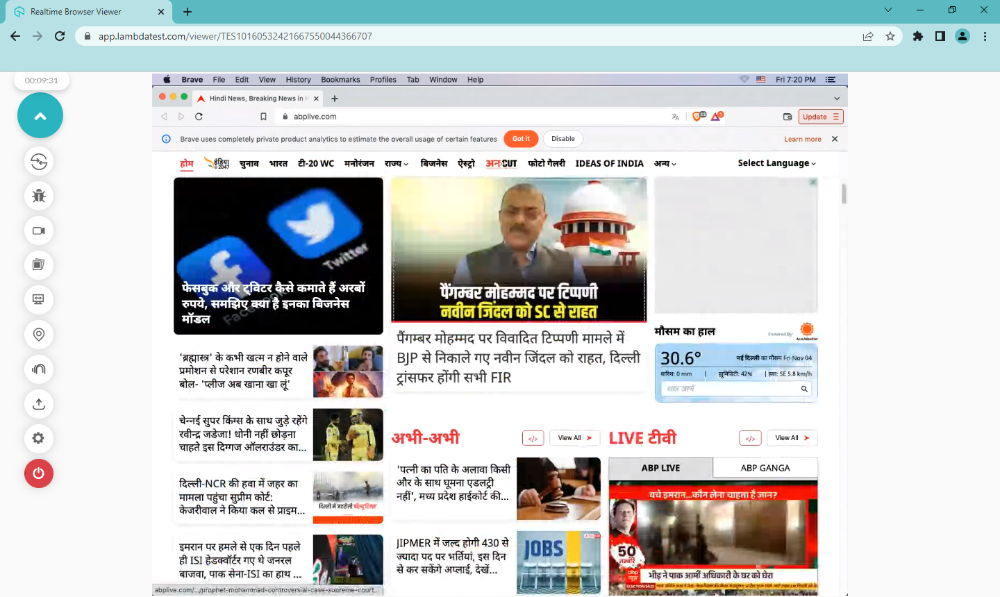 Realtime Browser Viewer
app.lambdatest.com/viewer/TES10160532421667550044366707
00:09:31
Brave File Edit View History Bookmarks Profiles Tab Window Help
Fri 7:20 PM
Hindi News, Breaking News in H
abplive.com
Update
Brave uses completely private product analytics to estimate the overall usage of certain features
Got it
Disable
Learn more
होम
इंडिया @2047
चुनाव
भारत
टी-20 WC
मनोरंजन
राज्य
बिजनेस
ऐस्ट्रो
अनCUT
फोटो गैलरी
IDEAS OF INDIA
अन्य
Select Language
Twitter
फेसबुक और ट्विटर कैसे कमाते हैं अरबों
रुपये, समझिए क्या है इनका बिजनेस
मॉडल
'ब्रह्मास्त्र' के कभी खत्म न होने वाले
प्रमोशन से परेशान रणबीर कपूर
बोल- 'प्लीज अब खाना खा लूं'
चेन्नई सुपर किंग्स के साथ जुड़े रहेंगे
रवीन्द्र जडेजा! धोनी नहीं छोड़ना
चाहते इस दिग्गज ऑलराउंडर का...
दिल्ली-NCR की हवा में जहर का
मामला पहुंचा सुप्रीम कोर्ट:
केजरीवाल ने किया कल से प्राइम...
इमरान पर हमले से एक दिन पहले
ही ISI हेडक्वॉर्टर गए थे जनरल
बाजवा, पाक सेना-ISI का हाथ ...
abplive.com/.../prophet-mohammad-controversial-case-supreme-court...
पैंगम्बर मोहम्मद पर टिप्पणी
नवीन जिंदल को SC से राहत
पैंगम्बर मोहम्मद पर विवादित टिप्पणी मामले में
BJP से निकाले गए नवीन जिंदल को राहत, दिल्ली
ट्रांसफर होंगी सभी FIR
अभी-अभी
</>
View All
'पत्नी का पति के अलावा किसी
और के साथ घूमना एडलट्री
नहीं', मध्य प्रदेश हाईकोर्ट की...
JIPMER में जल्द होगी 430 से
ज्यादा पद पर भर्तियां, इस दिन
से कर सकेंगे अप्लाई, देखें...
JOBS
मौसम का हाल
Powered By
AccuWeather
30.6°
नई दिल्ली का मौसम Fri Nov 04
बारिश: 0 mm | ह्यूमिडिटी: 42% | हवा: SE 5.8 km/h
शहर सर्च
LIVE टीवी
</>
View All
ABP LIVE
ABP GANGA
बचे इमरान...कौन लेना चाहता है जान?
50
abp
भीड़ ने पाक आर्मी अधिकारी के घर को घेरा